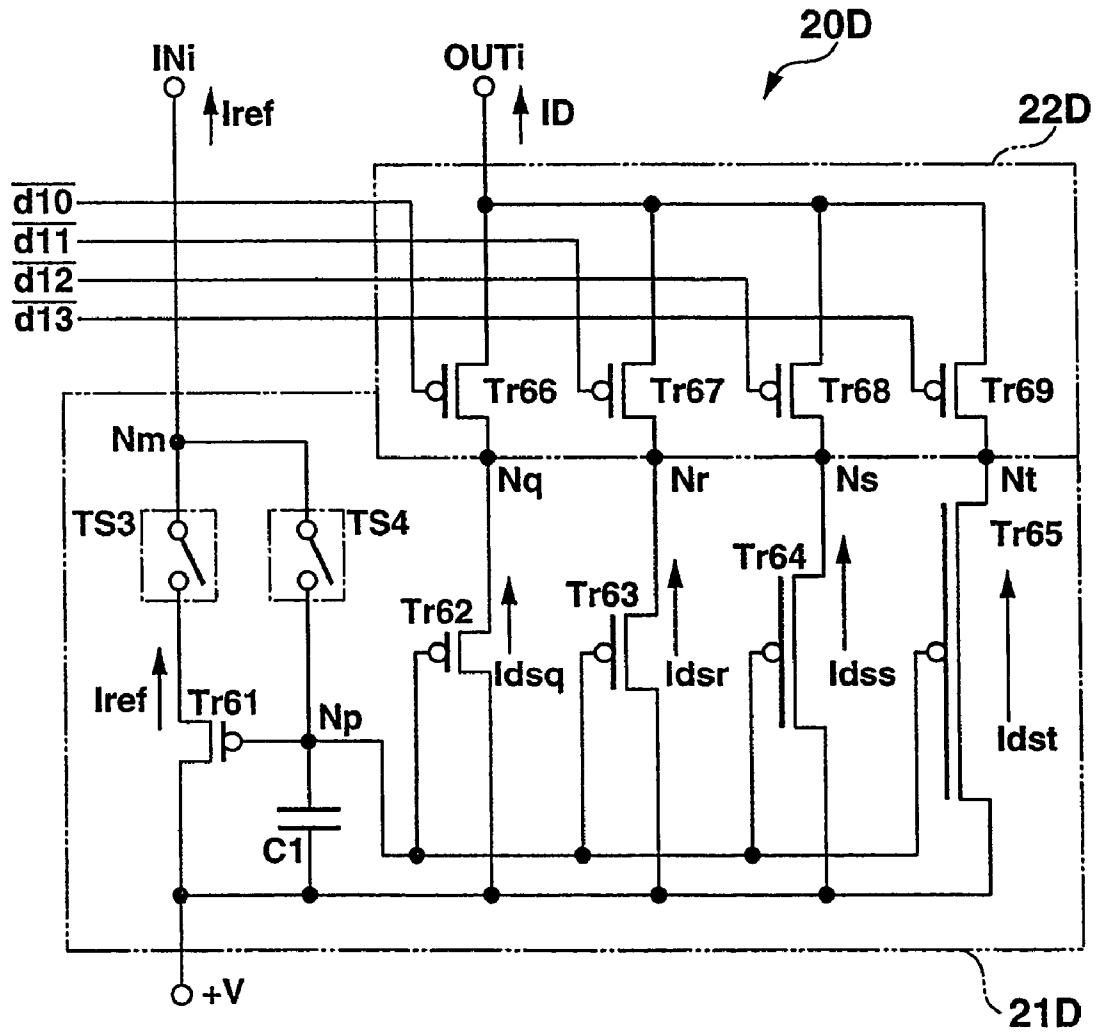 20D
INi
OUTi
Iref
ID
22D
d10
d11
d12
d13
Tr66
Tr67
Tr68
Tr69
Nm
Nq
Nr
Ns
Nt
TS3
TS4
Tr65
Tr64
Tr63
Tr62
Idsq
Idsr
Idss
Idst
Iref
Tr61
Np
C1
+V
21D